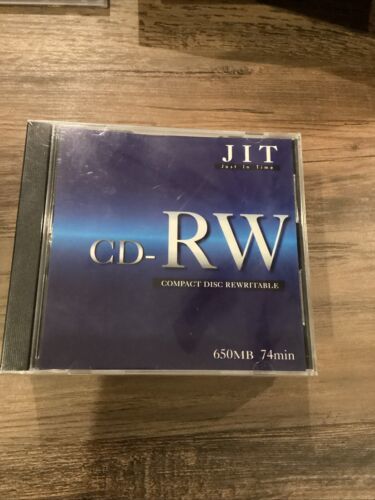 JIT
Just In Time
CD-RW
COMPACT DISC REWRITABLE
650MB 74min